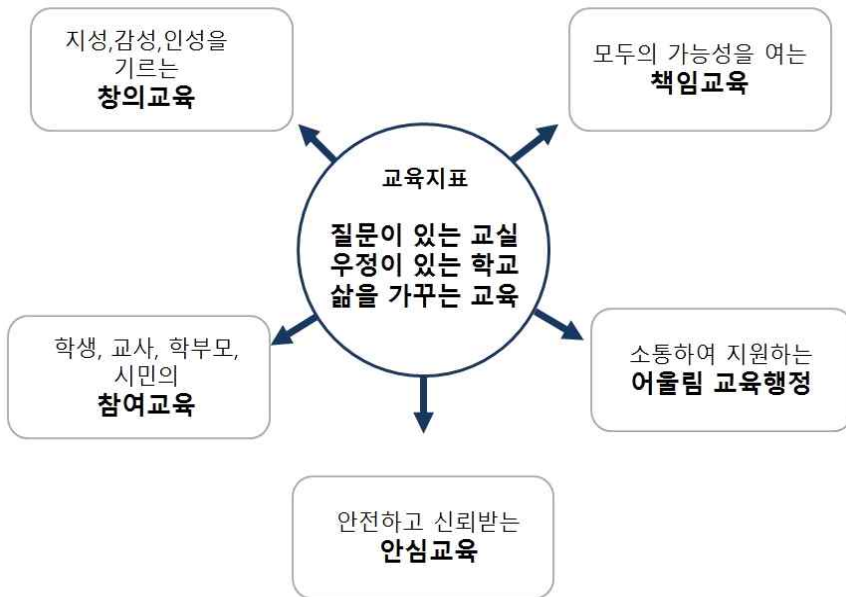 지성,감성,인성을
기르는
창의교육
모두의 가능성을 여는
책임교육
교육지표
질문이 있는 교실
우정이 있는 학교
삶을 가꾸는 교육
학생, 교사, 학부모,
시민의
참여교육
소통하여 지원하는
어울림 교육행정
안전하고 신뢰받는
안심교육